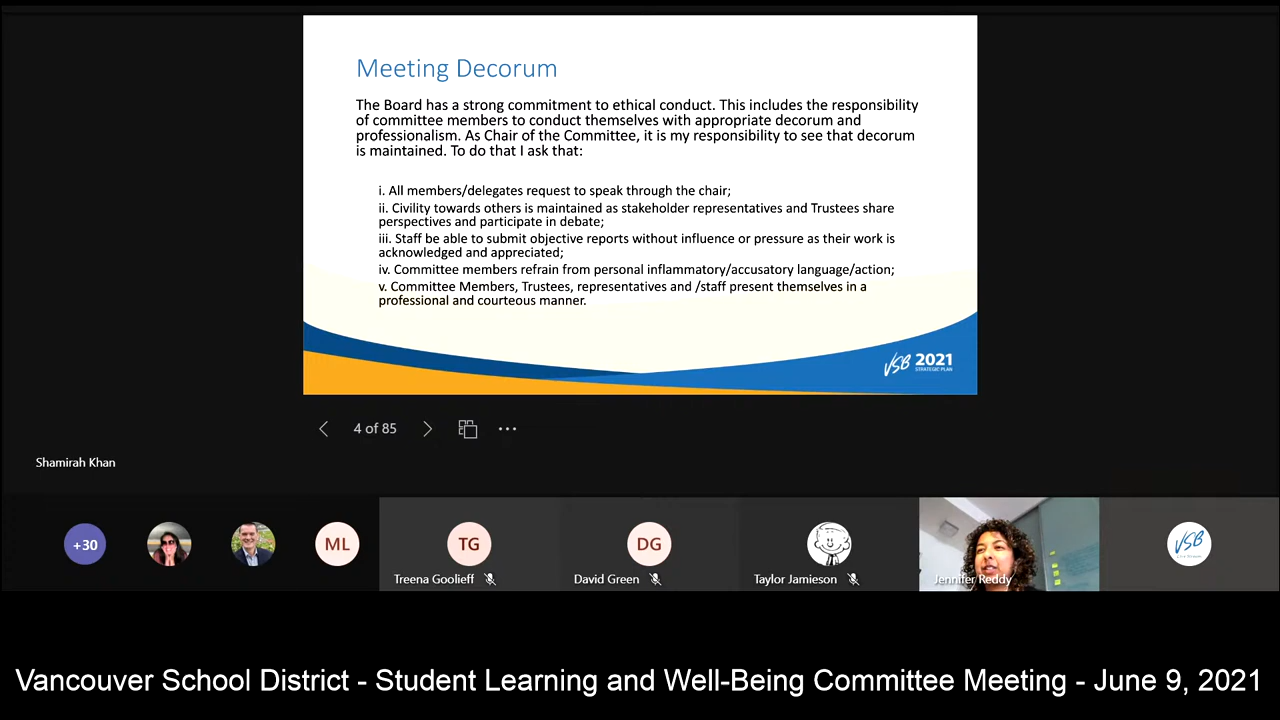 Meeting Decorum
The Board has a strong commitment to ethical conduct. This includes the responsibility
of committee members to conduct themselves with appropriate decorum and
professionalism. As Chair of the Committee, it is my responsibility to see that decorum
is maintained. To do that I ask that:
i. All members/delegates request to speak through the chair;
ii. Civility towards others is maintained as stakeholder representatives and Trustees share
perspectives and participate in debate;
iii. Staff be able to submit objective reports without influence or pressure as their work is
acknowledged and appreciated;
iv. Committee members refrain from personal inflammatory/accusatory language/action;
v. Committee Members, Trustees, representatives and /staff present themselves in a
professional and courteous manner.
VSB 2021
STRATEGIC PLAN
4 of 85
Shamirah Khan
+30
ML
TG
DG
VSB
Treena Goolieff
David Green
Taylor Jamieson
Jennifer Reddy
Vancouver School District - Student Learning and Well-Being Committee Meeting - June 9, 2021